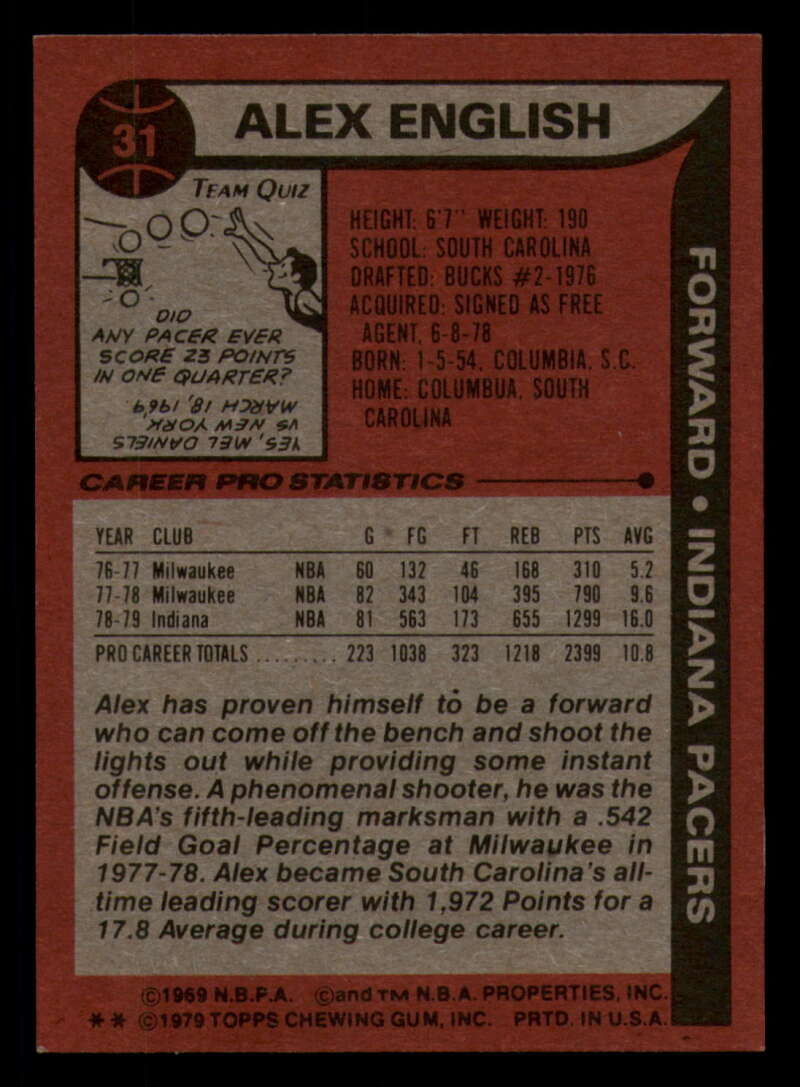 31
ALEX ENGLISH
TEAM QUIZ
DID
ANY PACER EVER
SCORE 23 POINTS
IN ONE QUARTER?
YES, MEL DANIELS
VS NEW YORK
MARCH 18, 1969
HEIGHT: 6'7" WEIGHT: 190
SCHOOL: SOUTH CAROLINA
DRAFTED: BUCKS #2-1976
ACQUIRED: SIGNED AS FREE
AGENT, 6-8-78
BORN: 1-5-54, COLUMBIA, S.C.
HOME: COLUMBUA, SOUTH
CAROLINA
FORWARD • INDIANA PACERS
CAREER PRO STATISTICS
YEAR CLUB G FG FT REB PTS AVG
76-77 Milwaukee NBA 60 132 46 168 310 5.2
77-78 Milwaukee NBA 82 343 104 395 790 9.6
78-79 Indiana NBA 81 563 173 655 1299 16.0
PRO CAREER TOTALS .......... 223 1038 323 1218 2399 10.8
Alex has proven himself to be a forward
who can come off the bench and shoot the
lights out while providing some instant
offense. A phenomenal shooter, he was the
NBA's fifth-leading marksman with a .542
Field Goal Percentage at Milwaukee in
1977-78. Alex became South Carolina's all-
time leading scorer with 1,972 Points for a
17.8 Average during college career.
©1969 N.B.P.A. ©and TM N.B.A. PROPERTIES, INC.
** ©1979 TOPPS CHEWING GUM, INC. PRTD. IN U.S.A.